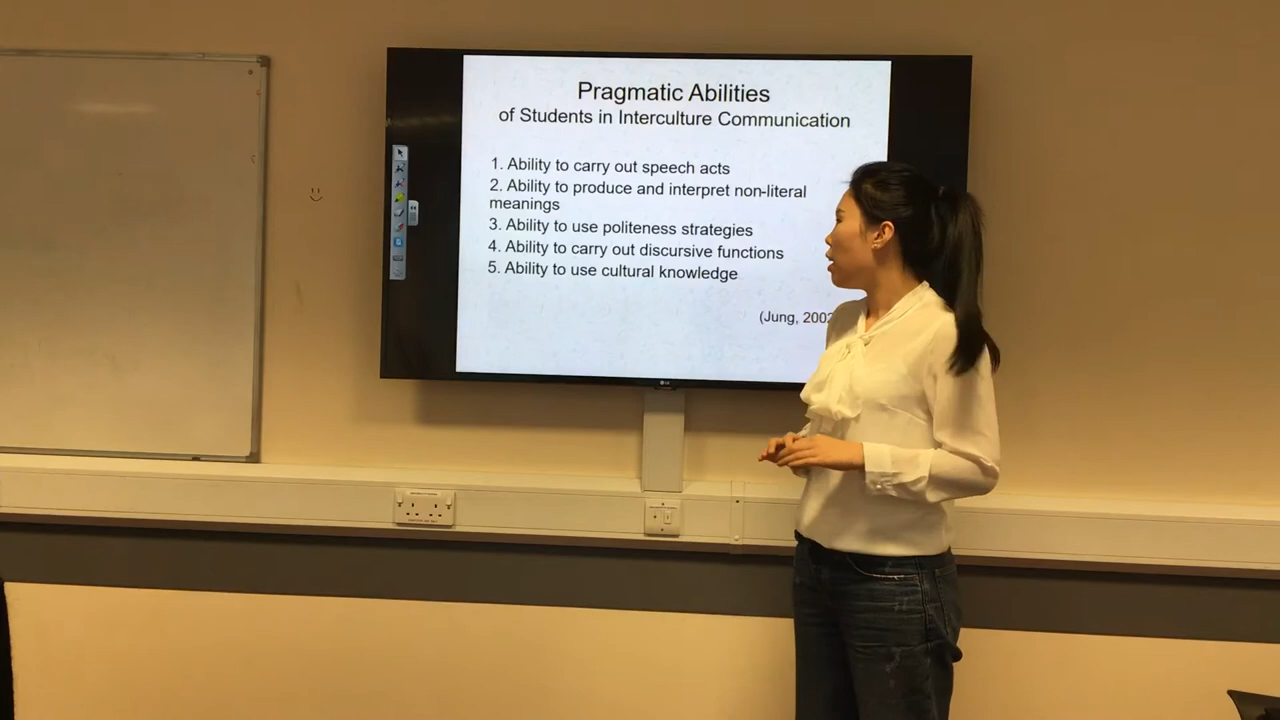 Pragmatic Abilities
of Students in Interculture Communication
1. Ability to carry out speech acts
2. Ability to produce and interpret non-literal
meanings
3. Ability to use politeness strategies
4. Ability to carry out discursive functions
5. Ability to use cultural knowledge
(Jung, 2002
LG